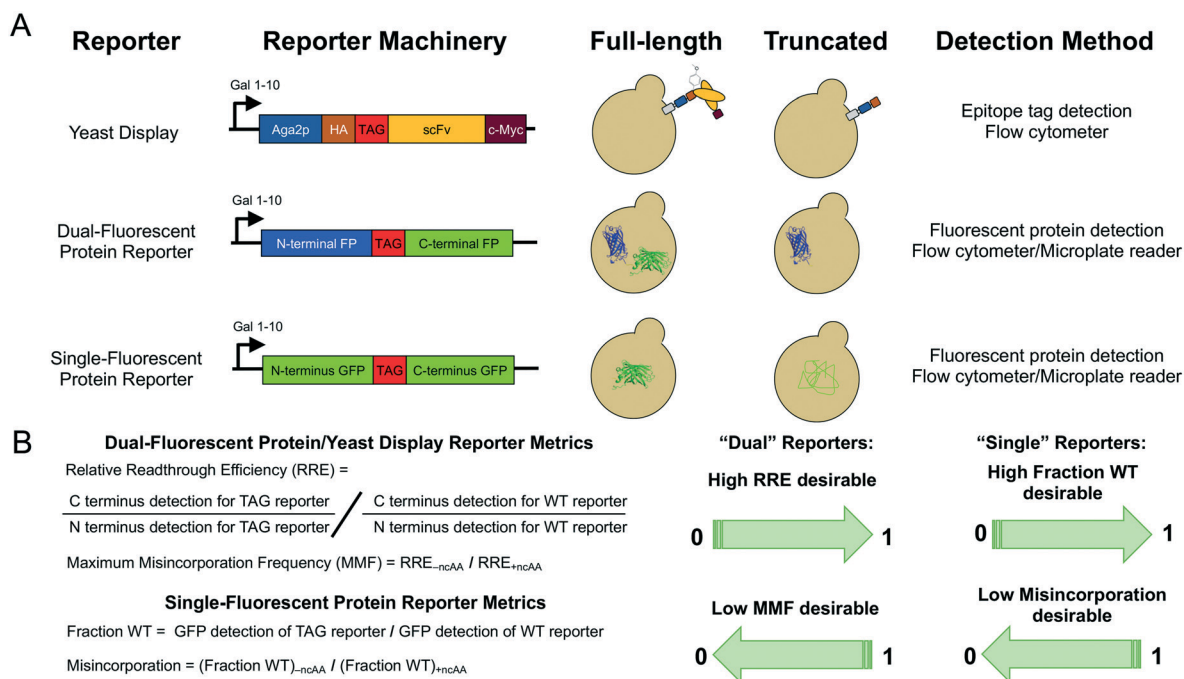 A
Reporter
Reporter Machinery
Full-length
Truncated
Detection Method
Yeast Display
Gal 1-10
Aga2p
HA
TAG
scFv
c-Myc
Epitope tag detection
Flow cytometer
Dual-Fluorescent
Protein Reporter
Gal 1-10
N-terminal FP
TAG
C-terminal FP
Fluorescent protein detection
Flow cytometer/Microplate reader
Single-Fluorescent
Protein Reporter
Gal 1-10
N-terminus GFP
TAG
C-terminus GFP
Fluorescent protein detection
Flow cytometer/Microplate reader
B
Dual-Fluorescent Protein/Yeast Display Reporter Metrics
Relative Readthrough Efficiency (RRE) =
C terminus detection for TAG reporter
N terminus detection for TAG reporter
/
C terminus detection for WT reporter
N terminus detection for WT reporter
Maximum Misincorporation Frequency (MMF) = RRE–ncAA / RRE+ncAA
Single-Fluorescent Protein Reporter Metrics
Fraction WT = GFP detection of TAG reporter / GFP detection of WT reporter
Misincorporation = (Fraction WT)–ncAA / (Fraction WT)+ncAA
“Dual” Reporters:
High RRE desirable
0
1
Low MMF desirable
0
1
“Single” Reporters:
High Fraction WT
desirable
0
1
Low Misincorporation
desirable
0
1